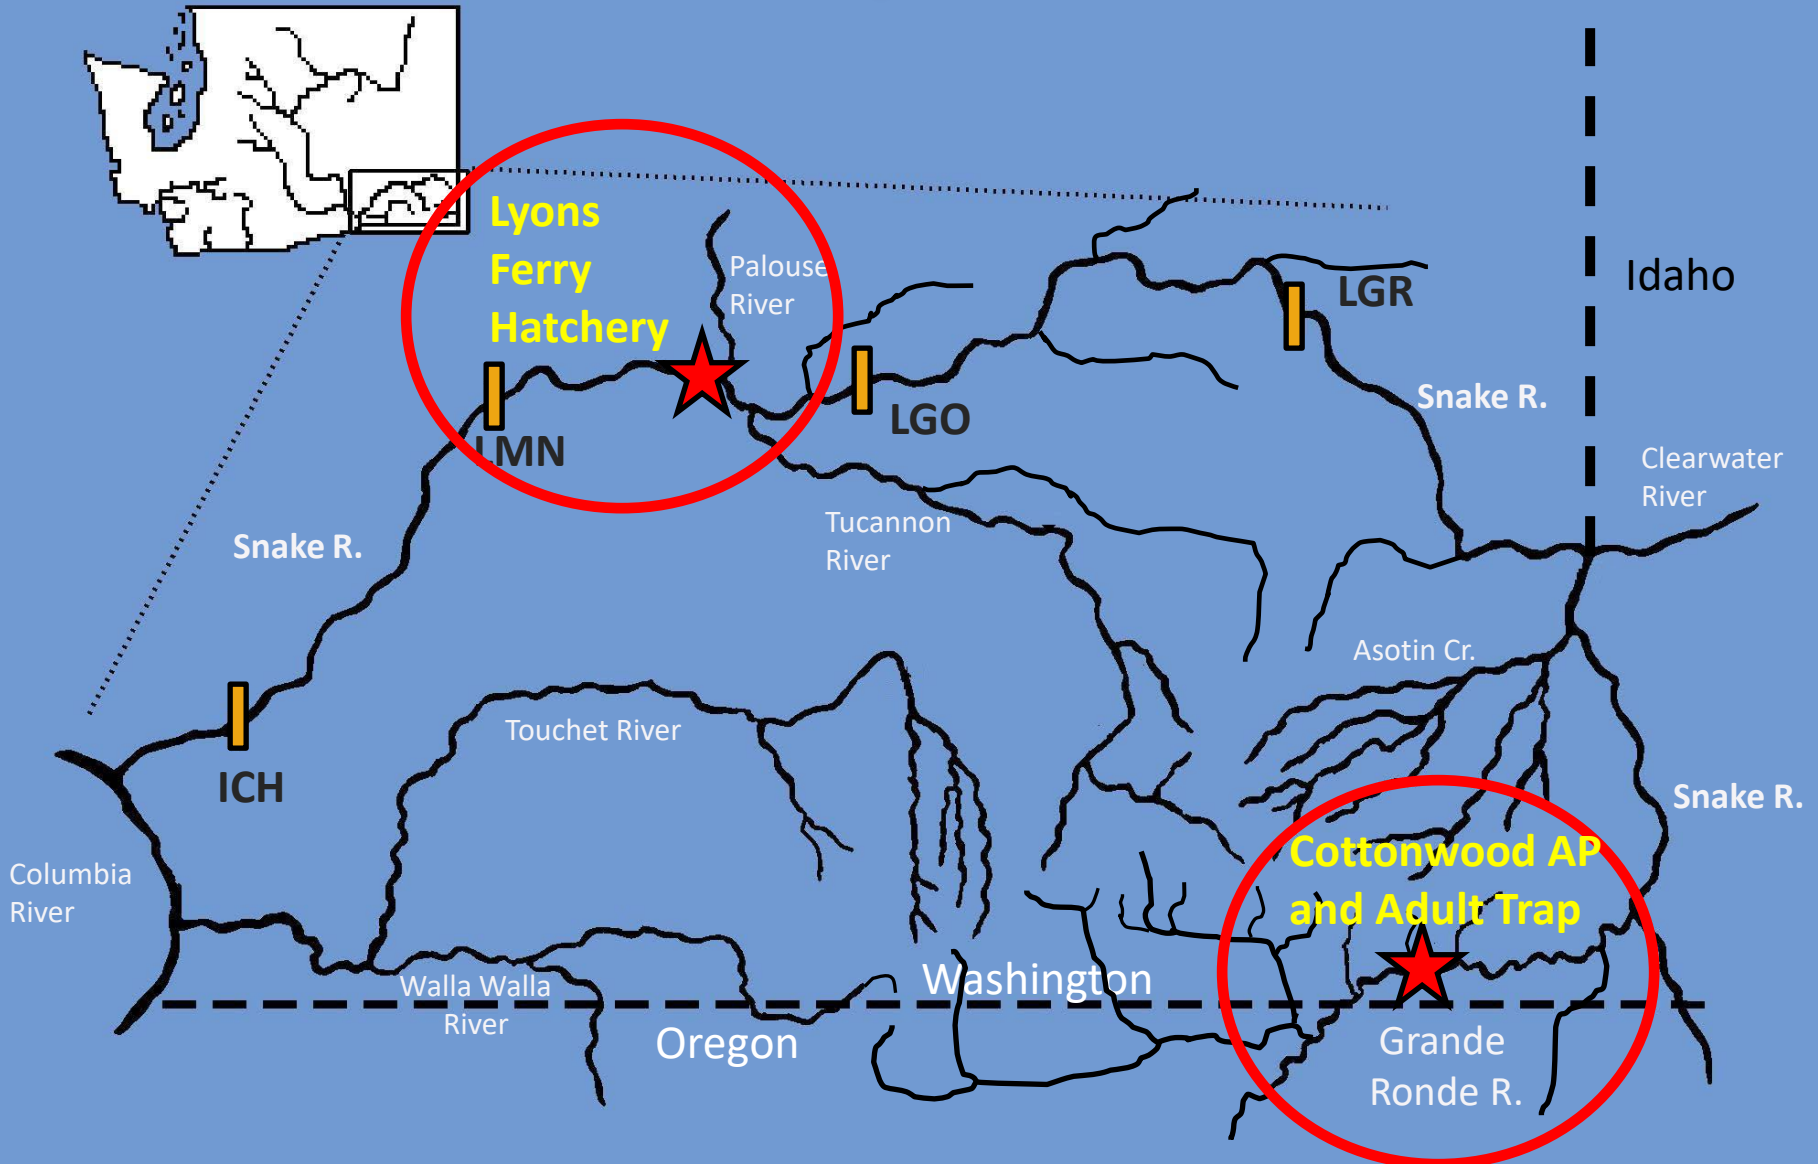 Lyons
Ferry
Hatchery
Palouse
River
LGR
Idaho
LMN
LGO
Snake R.
Clearwater
River
Snake R.
Tucannon
River
Asotin Cr.
Touchet River
ICH
Snake R.
Columbia
River
Cottonwood AP
and Adult Trap
Walla Walla
River
Washington
Oregon
Grande
Ronde R.